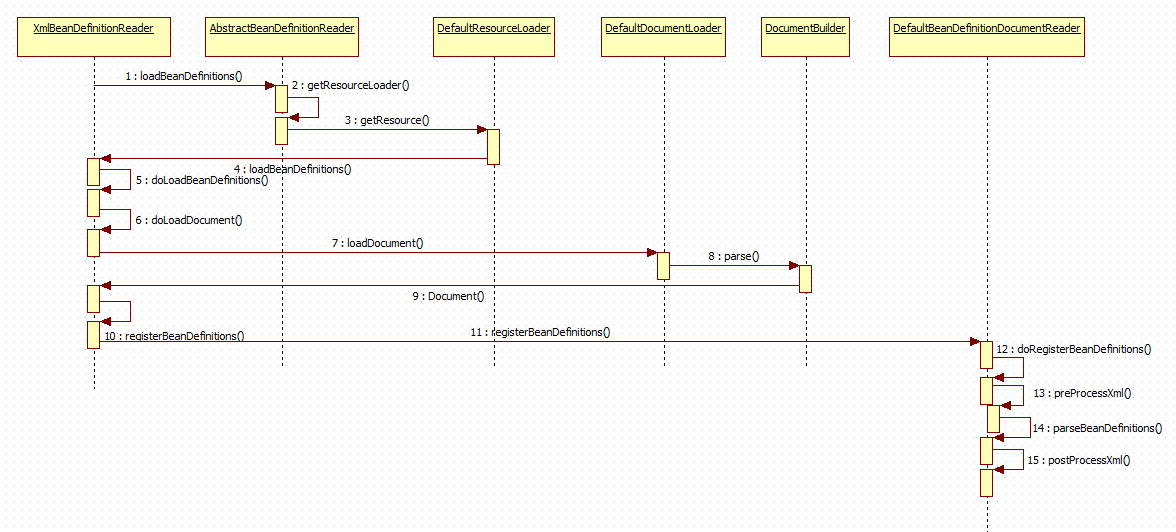 XmlBeanDefinitionReader
AbstractBeanDefinitionReader
DefaultResourceLoader
DefaultDocumentLoader
DocumentBuilder
DefaultBeanDefinitionDocumentReader
1 : loadBeanDefinitions()
2 : getResourceLoader()
3 : getResource()
4 : loadBeanDefinitions()
5 : doLoadBeanDefinitions()
6 : doLoadDocument()
7 : loadDocument()
8 : parse()
9 : Document()
10 : registerBeanDefinitions()
11 : registerBeanDefinitions()
12 : doRegisterBeanDefinitions()
13 : preProcessXml()
14 : parseBeanDefinitions()
15 : postProcessXml()